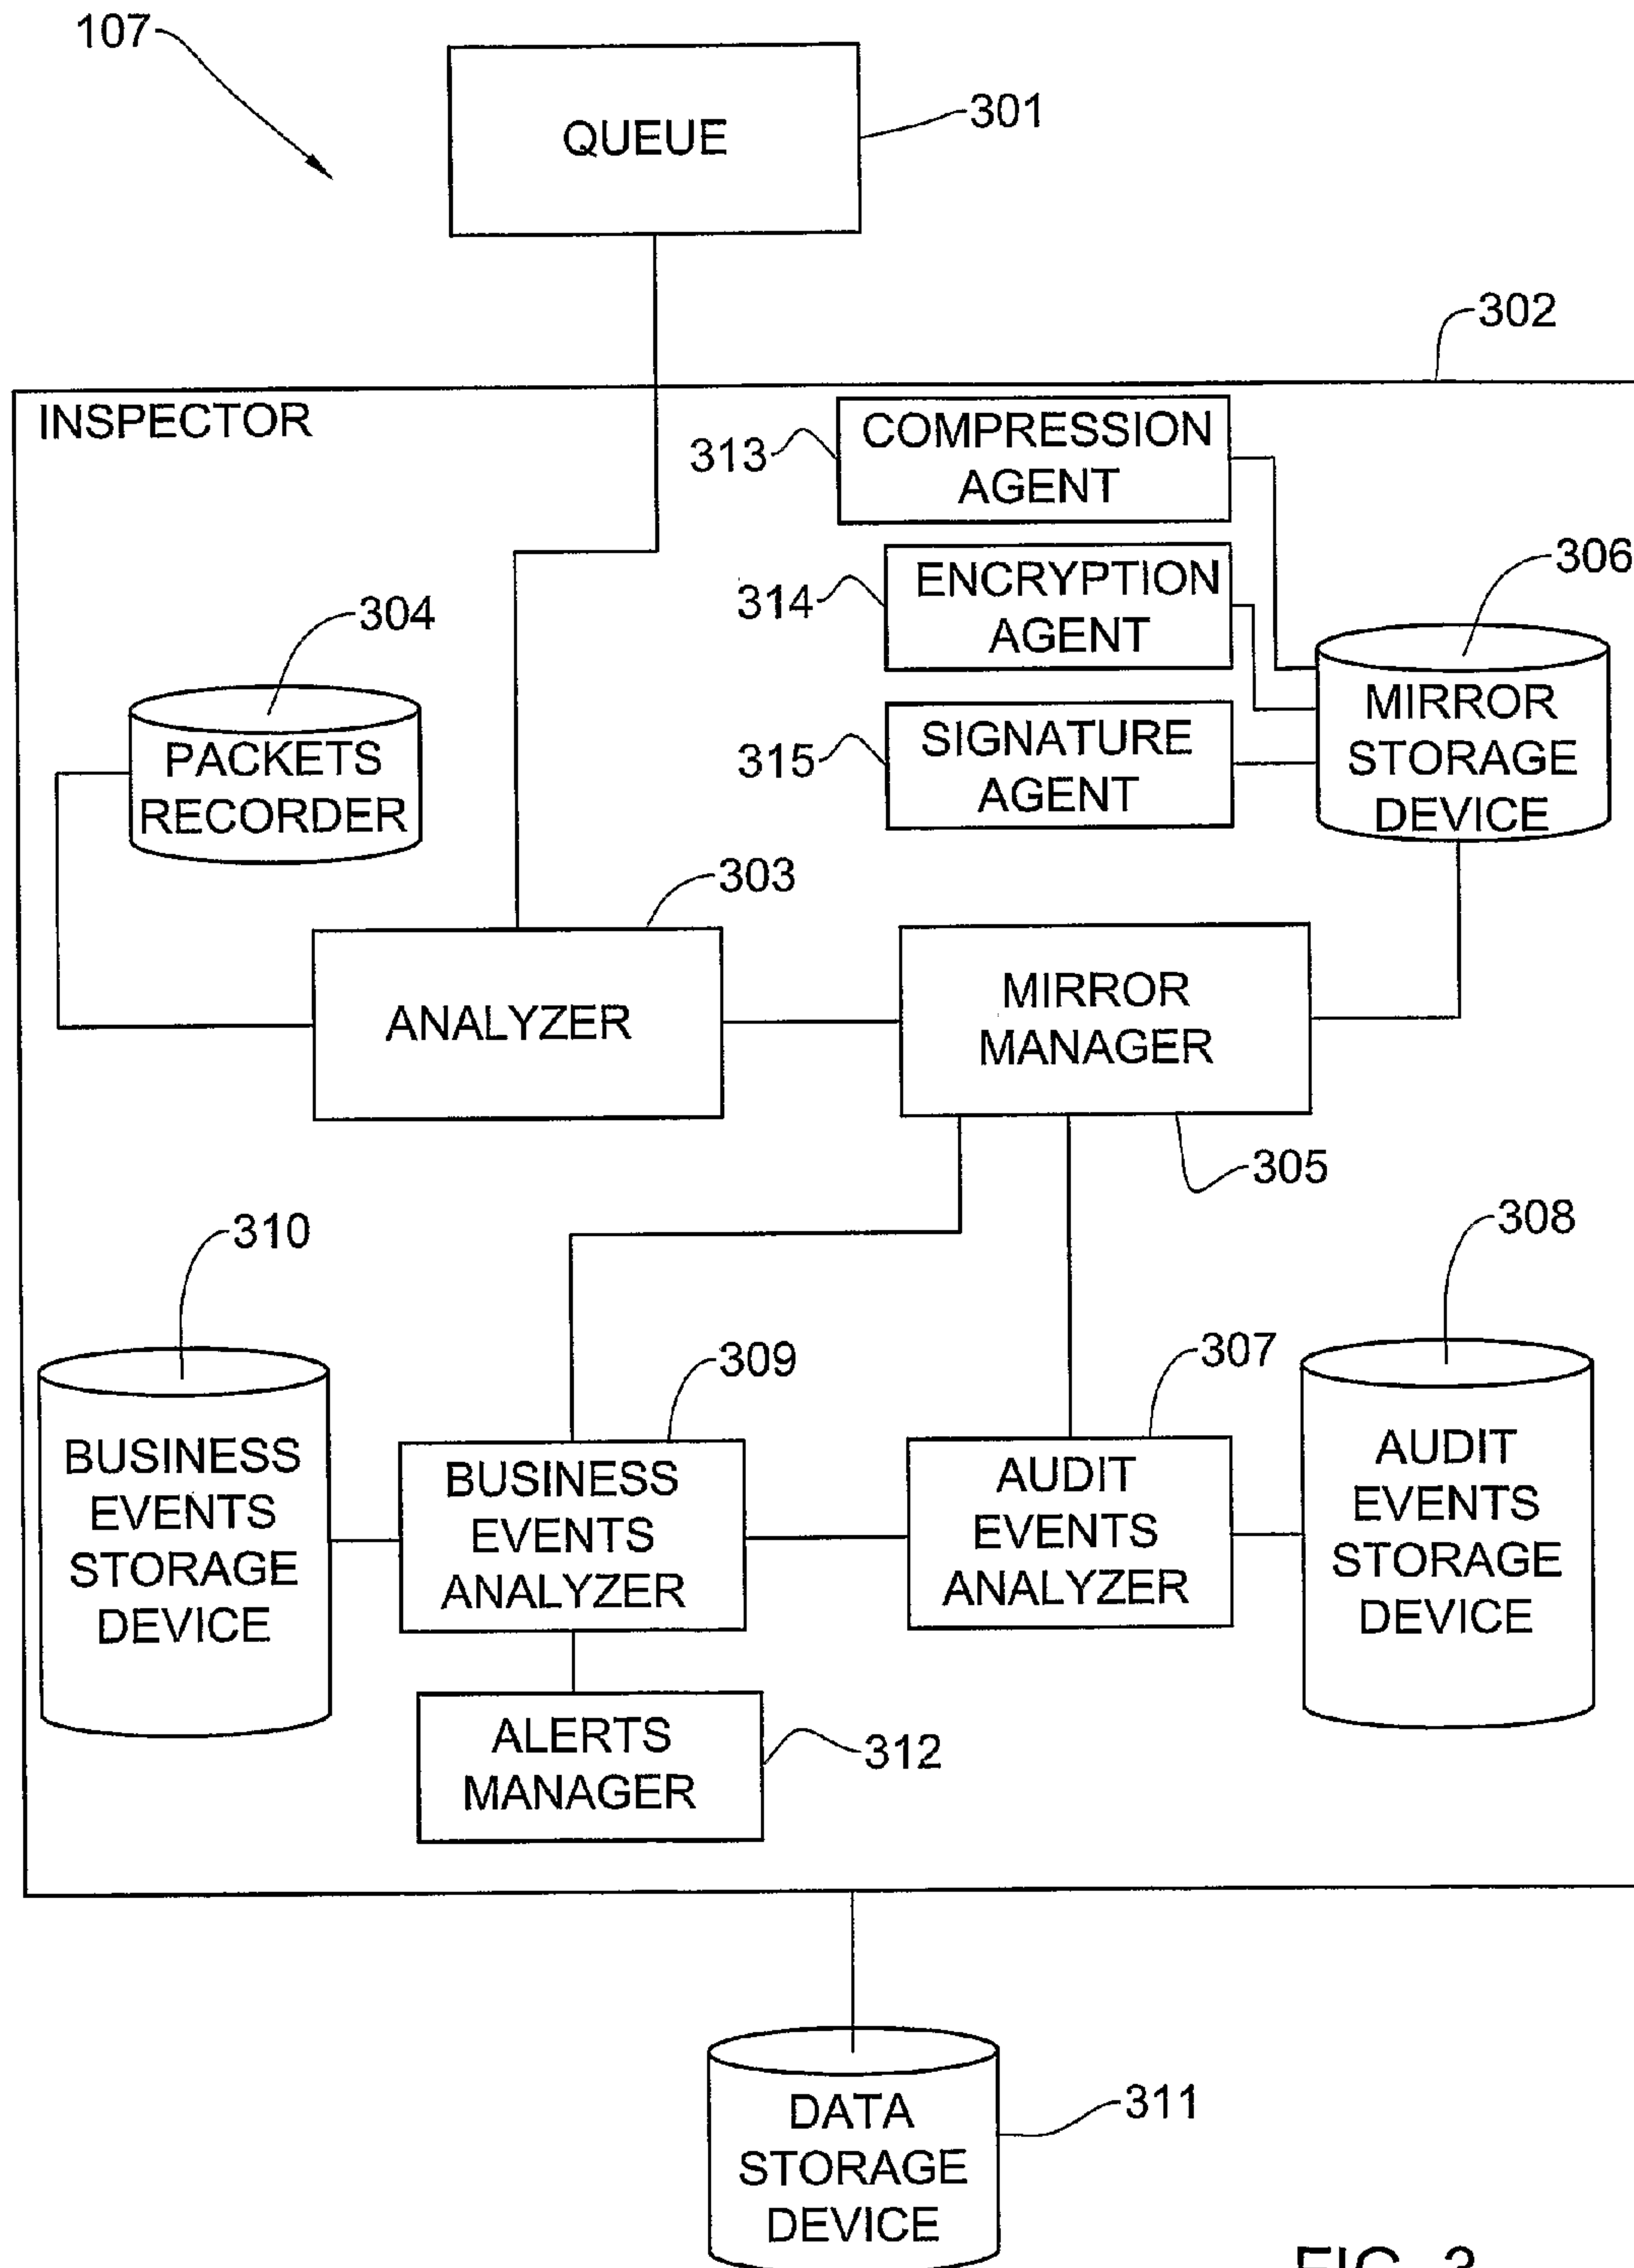 107
QUEUE
301
302
INSPECTOR
COMPRESSION
AGENT
313
ENCRYPTION
AGENT
314
306
304
SIGNATURE
AGENT
315
MIRROR
STORAGE
DEVICE
PACKETS
RECORDER
303
ANALYZER
MIRROR
MANAGER
305
310
308
309
307
BUSINESS
EVENTS
STORAGE
DEVICE
BUSINESS
EVENTS
ANALYZER
AUDIT
EVENTS
ANALYZER
AUDIT
EVENTS
STORAGE
DEVICE
ALERTS
MANAGER
312
DATA
STORAGE
DEVICE
311
FIG. 3